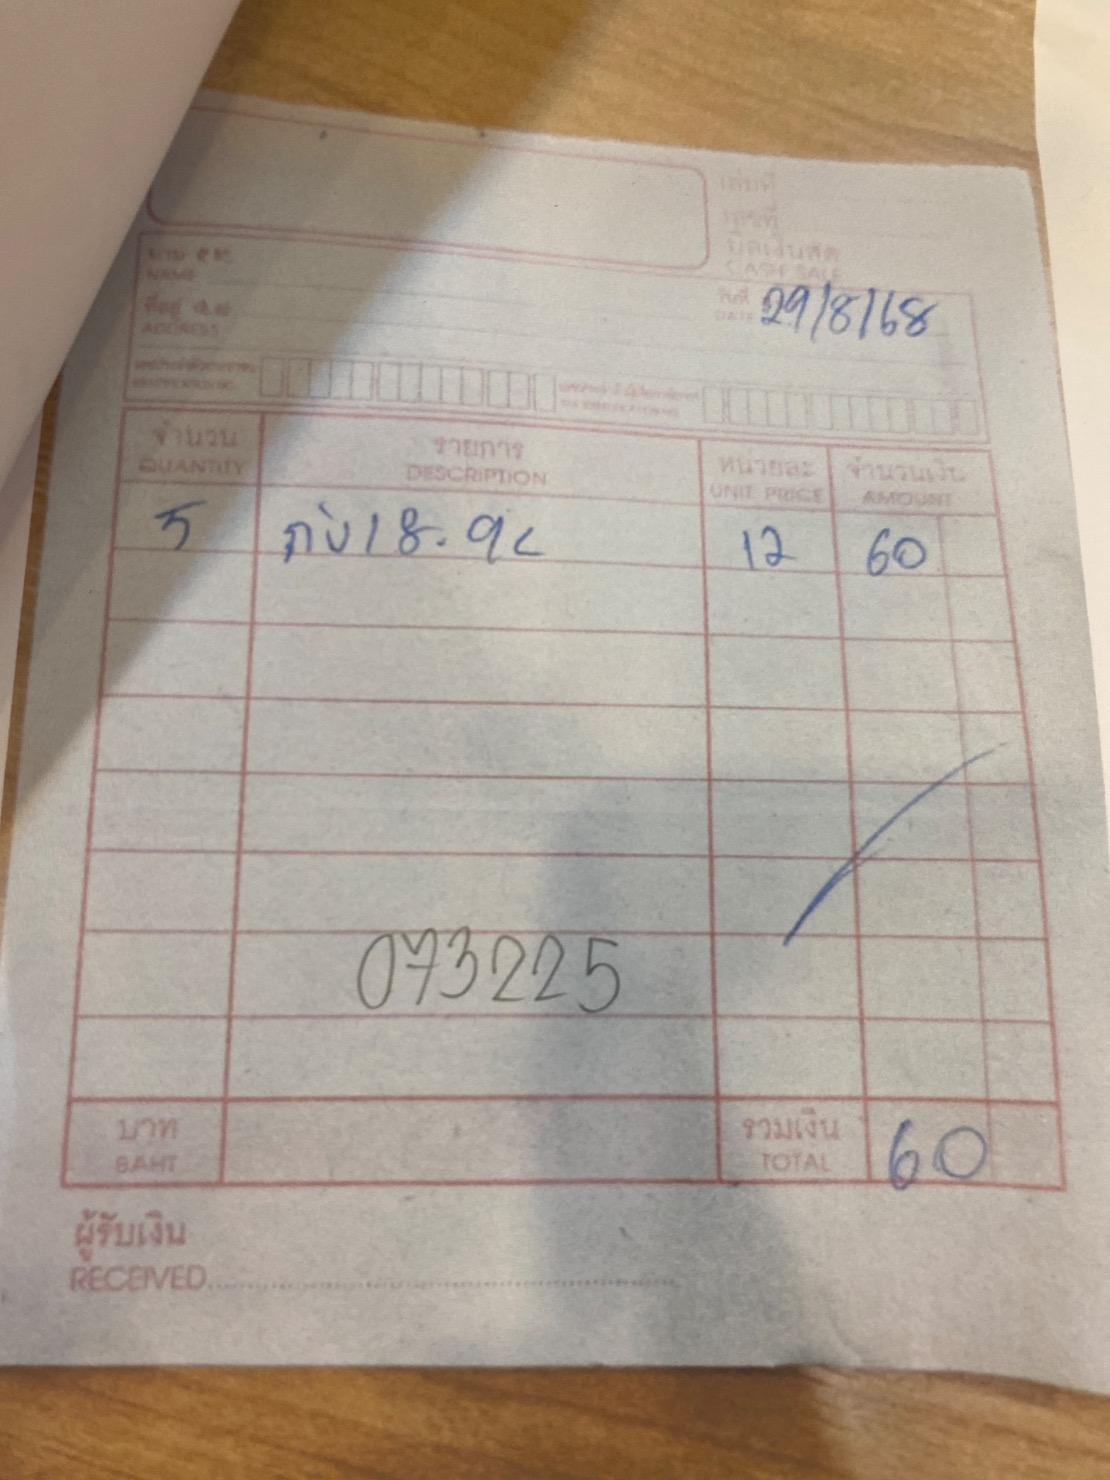 เล่มที่
เลขที่
บิลเงินสด
CASH SALE
นาม
NAME
วันที่ 29/8/68
DATE
ที่อยู่
ADDRESS
จำนวน รายการ หน่วยละ จำนวนเงิน
QUANTITY DESCRIPTION UNIT PRICE AMOUNT
5 ถัง 18.9L 12 60
073225
บาท รวมเงิน 60
BAHT TOTAL
ผู้รับเงิน
RECEIVED